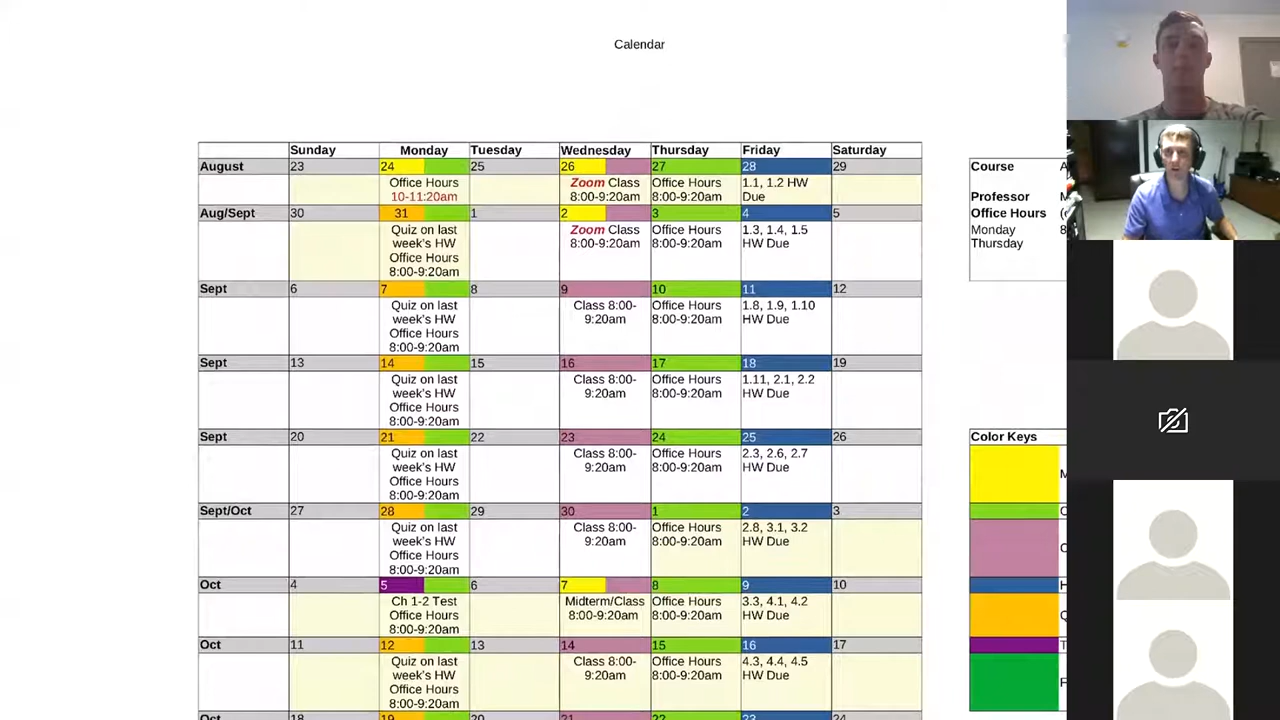 Calendar
Sunday Monday Tuesday Wednesday Thursday Friday Saturday
August 23 24 25 26 27 28 29
Office Hours Zoom Class Office Hours 1.1, 1.2 HW
10-11:20am 8:00-9:20am 8:00-9:20am Due
Aug/Sept 30 31 1 2 3 4 5
Quiz on last Zoom Class Office Hours 1.3, 1.4, 1.5
week's HW 8:00-9:20am 8:00-9:20am HW Due
Office Hours
8:00-9:20am
Sept 6 7 8 9 10 11 12
Quiz on last Class 8:00- Office Hours 1.8, 1.9, 1.10
week's HW 9:20am 8:00-9:20am HW Due
Office Hours
8:00-9:20am
Sept 13 14 15 16 17 18 19
Quiz on last Class 8:00- Office Hours 1.11, 2.1, 2.2
week's HW 9:20am 8:00-9:20am HW Due
Office Hours
8:00-9:20am
Sept 20 21 22 23 24 25 26
Quiz on last Class 8:00- Office Hours 2.3, 2.6, 2.7
week's HW 9:20am 8:00-9:20am HW Due
Office Hours
8:00-9:20am
Sept/Oct 27 28 29 30 1 2 3
Quiz on last Class 8:00- Office Hours 2.8, 3.1, 3.2
week's HW 9:20am 8:00-9:20am HW Due
Office Hours
8:00-9:20am
Oct 4 5 6 7 8 9 10
Ch 1-2 Test Midterm/Class Office Hours 3.3, 4.1, 4.2
Office Hours 8:00-9:20am 8:00-9:20am HW Due
8:00-9:20am
Oct 11 12 13 14 15 16 17
Quiz on last Class 8:00- Office Hours 4.3, 4.4, 4.5
week's HW 9:20am 8:00-9:20am HW Due
Office Hours
8:00-9:20am
Oct 18 19 20 21 22 23 24
Course
Professor
Office Hours
Monday 8
Thursday
Color Keys